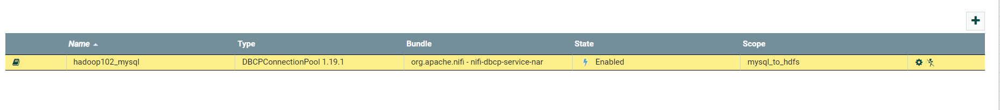 Name Type Bundle State Scope
hadoop102_mysql DBCPConnectionPool 1.19.1 org.apache.nifi - nifi-dbcp-service-nar Enabled mysql_to_hdfs